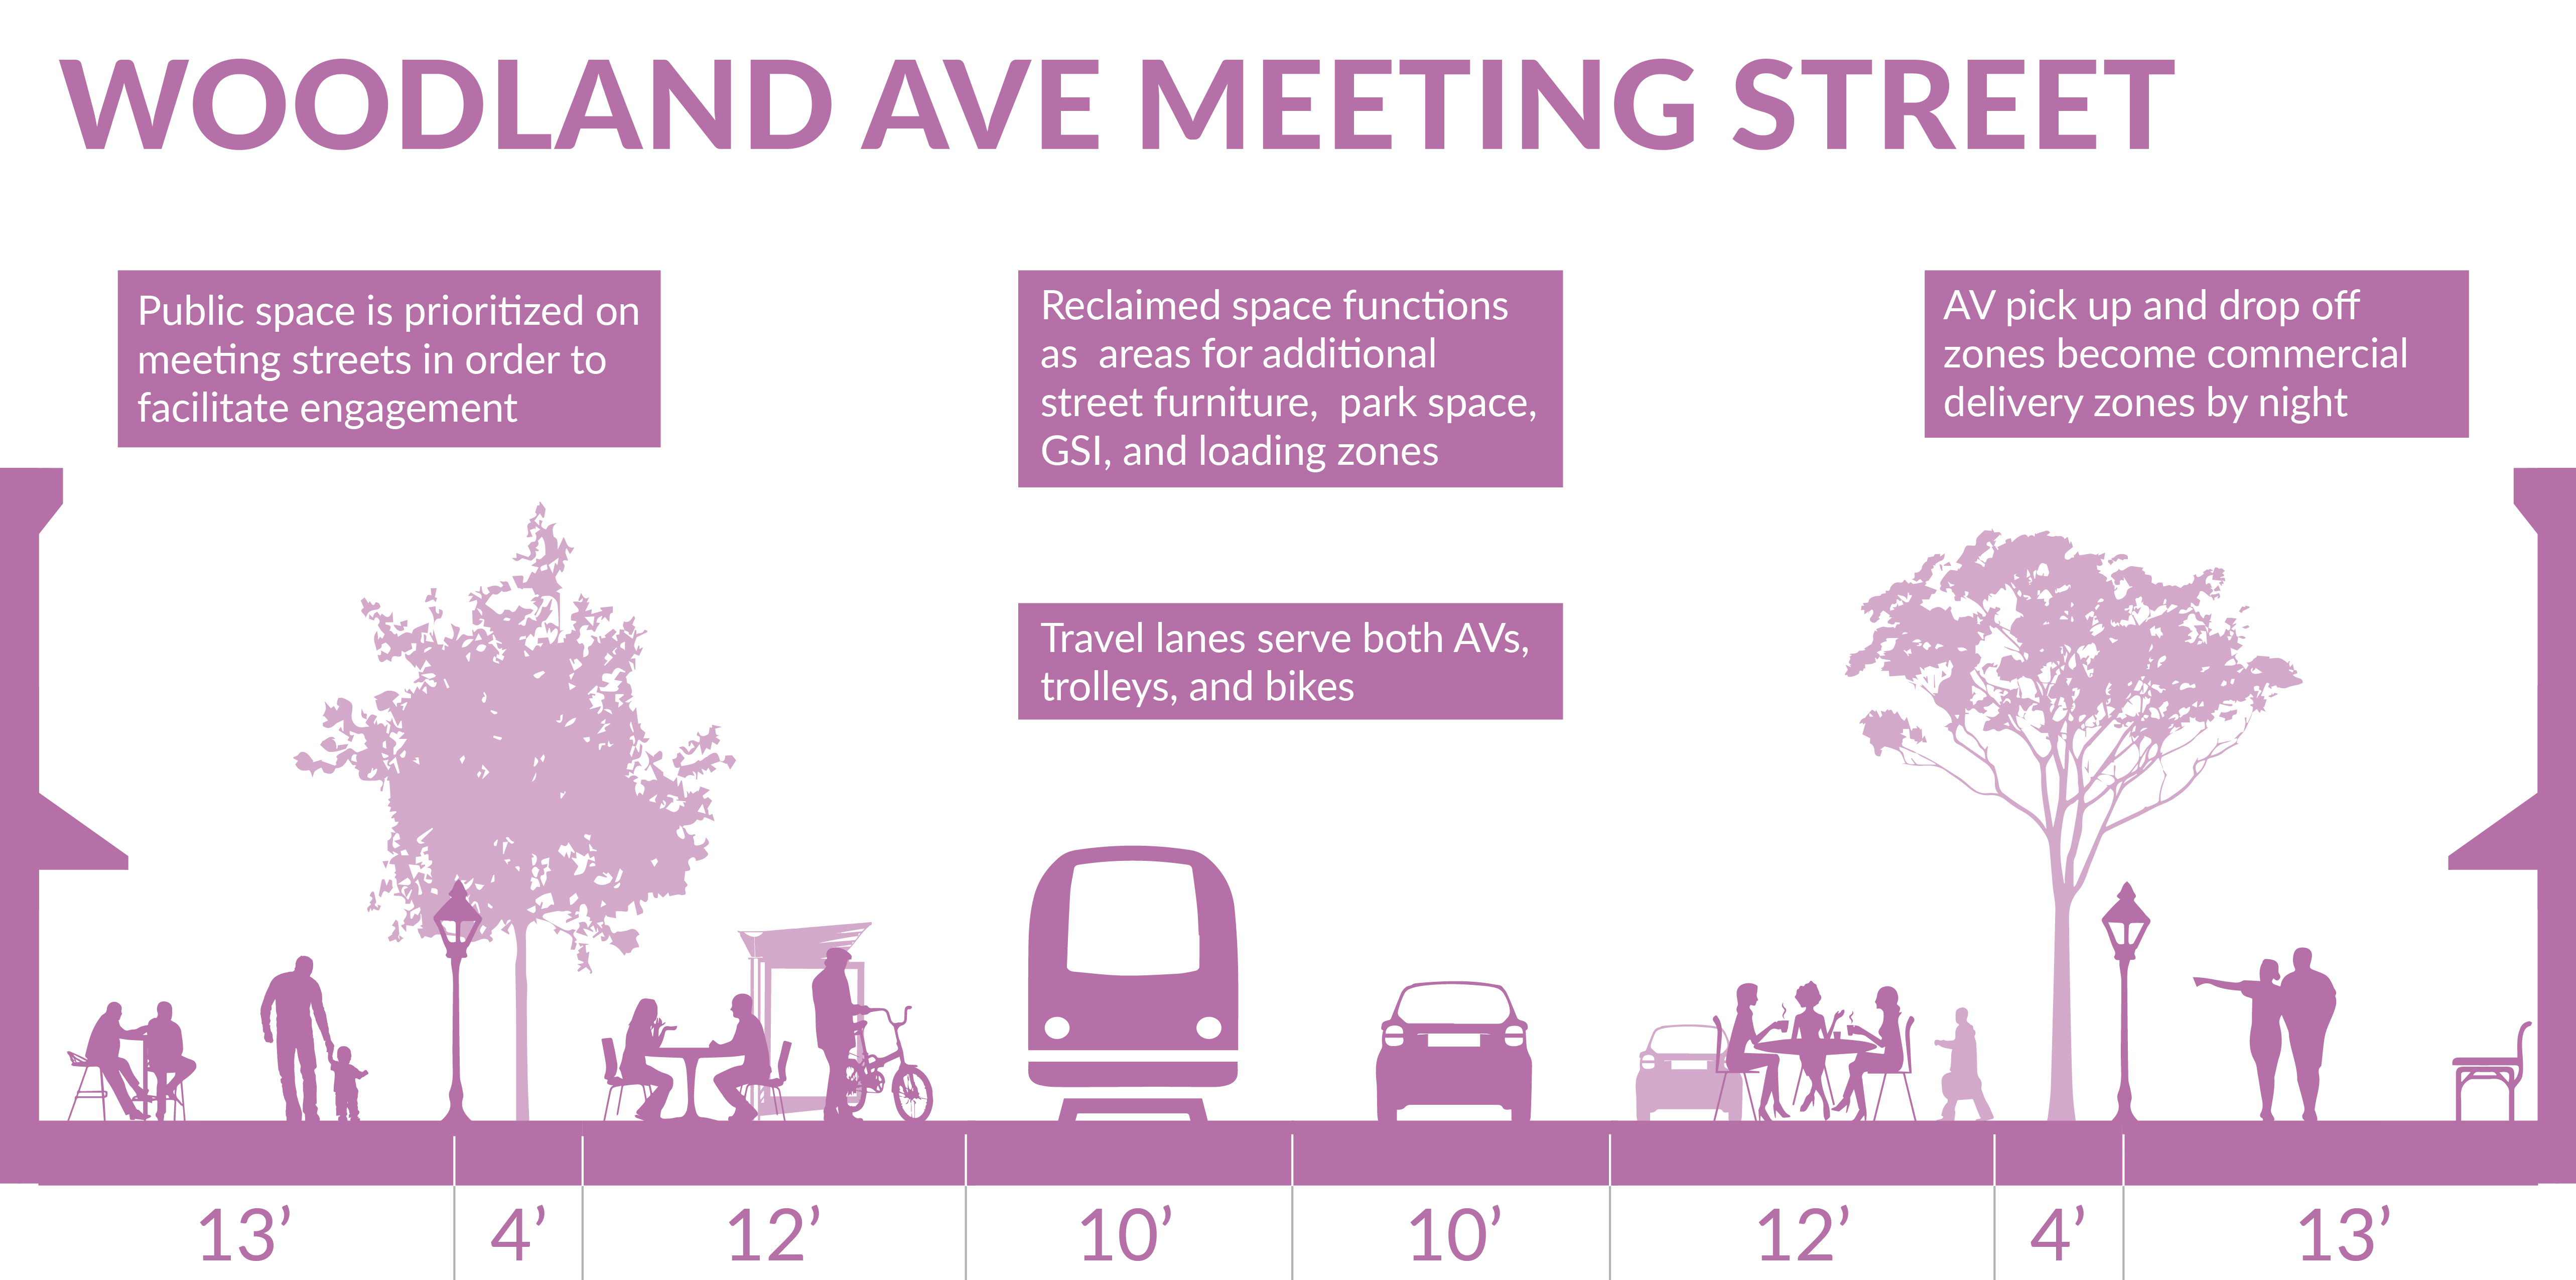 WOODLAND AVE MEETING STREET
Public space is prioritized on
meeting streets in order to
facilitate engagement
Reclaimed space functions
as  areas for additional
street furniture,  park space,
GSI, and loading zones
AV pick up and drop off
zones become commercial
delivery zones by night
Travel lanes serve both AVs,
trolleys, and bikes
13’ 4’ 12’ 10’ 10’ 12’ 4’ 13’